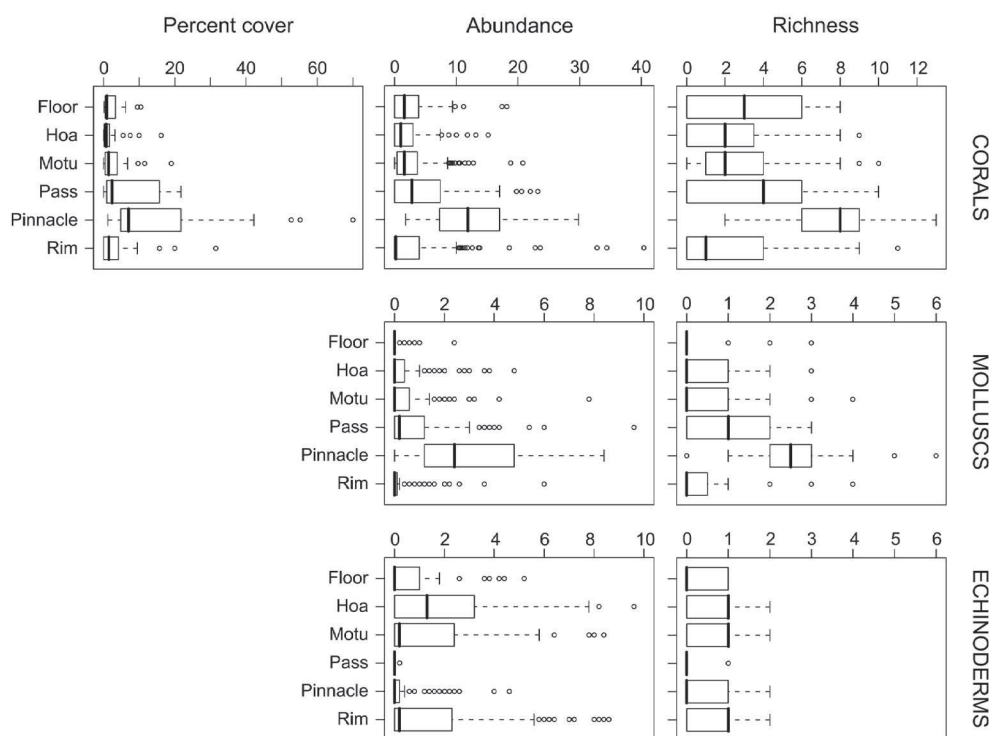 Percent cover Abundance Richness
0 20 40 60 0 10 20 30 40 0 2 4 6 8 10 12
Floor
Hoa
Motu
Pass
Pinnacle
Rim
CORALS
0 2 4 6 8 10 0 1 2 3 4 5 6
Floor
Hoa
Motu
Pass
Pinnacle
Rim
MOLLUSCS
0 2 4 6 8 10 0 1 2 3 4 5 6
Floor
Hoa
Motu
Pass
Pinnacle
Rim
ECHINODERMS